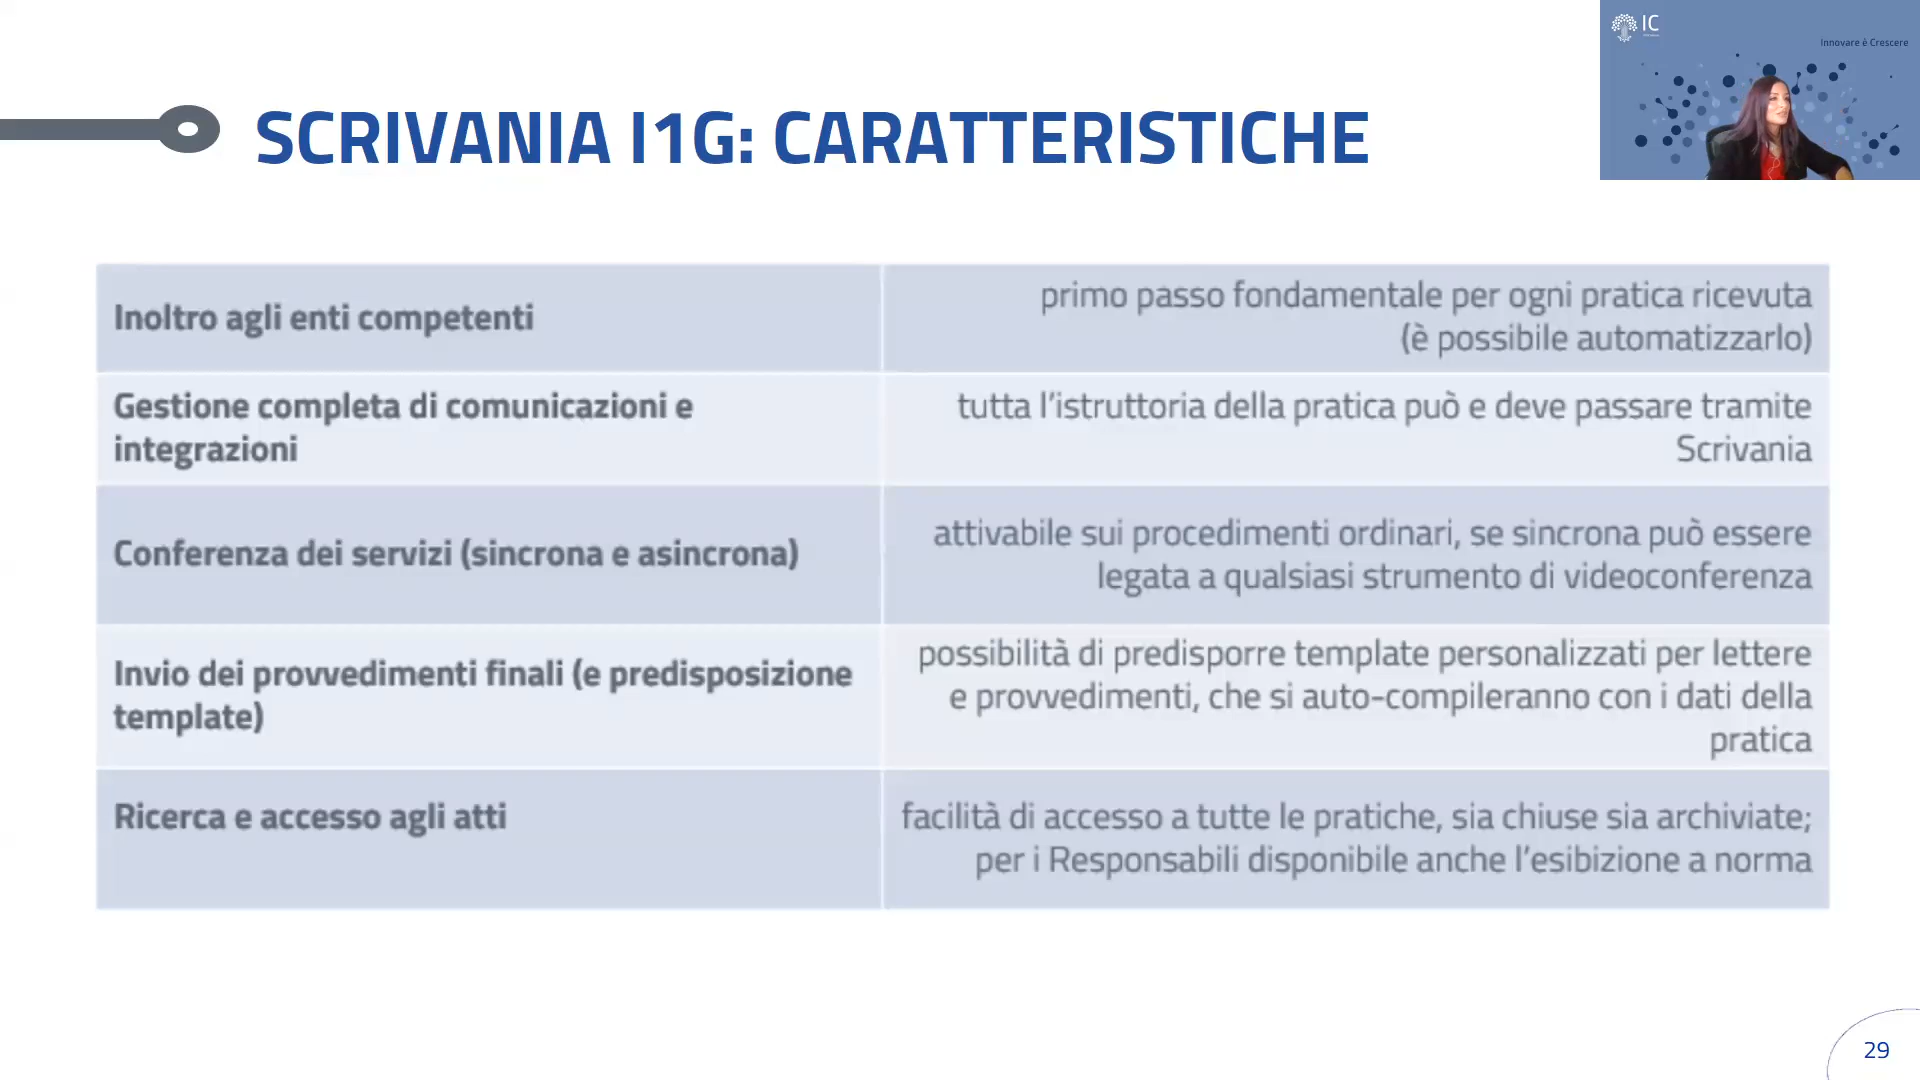 IC
Innovare è Crescere
SCRIVANIA I1G: CARATTERISTICHE
Inoltro agli enti competenti
primo passo fondamentale per ogni pratica ricevuta
(è possibile automatizzarlo)
Gestione completa di comunicazioni e
integrazioni
tutta l’istruttoria della pratica può e deve passare tramite
Scrivania
Conferenza dei servizi (sincrona e asincrona)
attivabile sui procedimenti ordinari, se sincrona può essere
legata a qualsiasi strumento di videoconferenza
Invio dei provvedimenti finali (e predisposizione
template)
possibilità di predisporre template personalizzati per lettere
e provvedimenti, che si auto-compileranno con i dati della
pratica
Ricerca e accesso agli atti
facilità di accesso a tutte le pratiche, sia chiuse sia archiviate;
per i Responsabili disponibile anche l’esibizione a norma
29